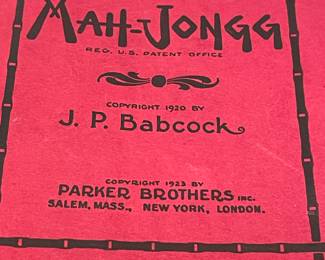 MAH-JONGG
REG. U.S. PATENT OFFICE
COPYRIGHT 1920 BY
J. P. Babcock
COPYRIGHT 1923 BY
PARKER BROTHERS INC.
SALEM, MASS., NEW YORK, LONDON.